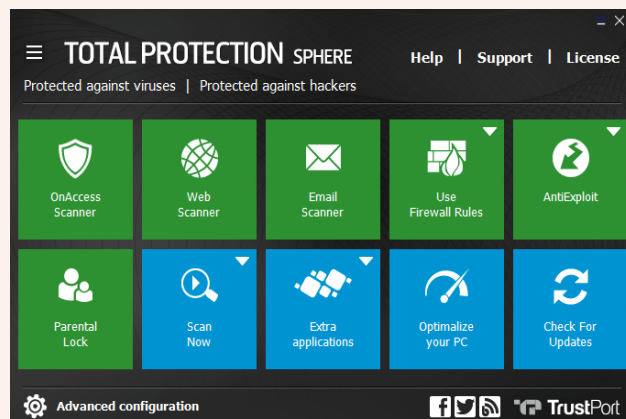 TOTAL PROTECTION SPHERE
Help | Support | License
Protected against viruses | Protected against hackers
OnAccess
Scanner
Web
Scanner
Email
Scanner
Use
Firewall Rules
AntiExploit
Parental
Lock
Scan
Now
Extra
applications
Optimalize
your PC
Check For
Updates
Advanced configuration
TrustPort